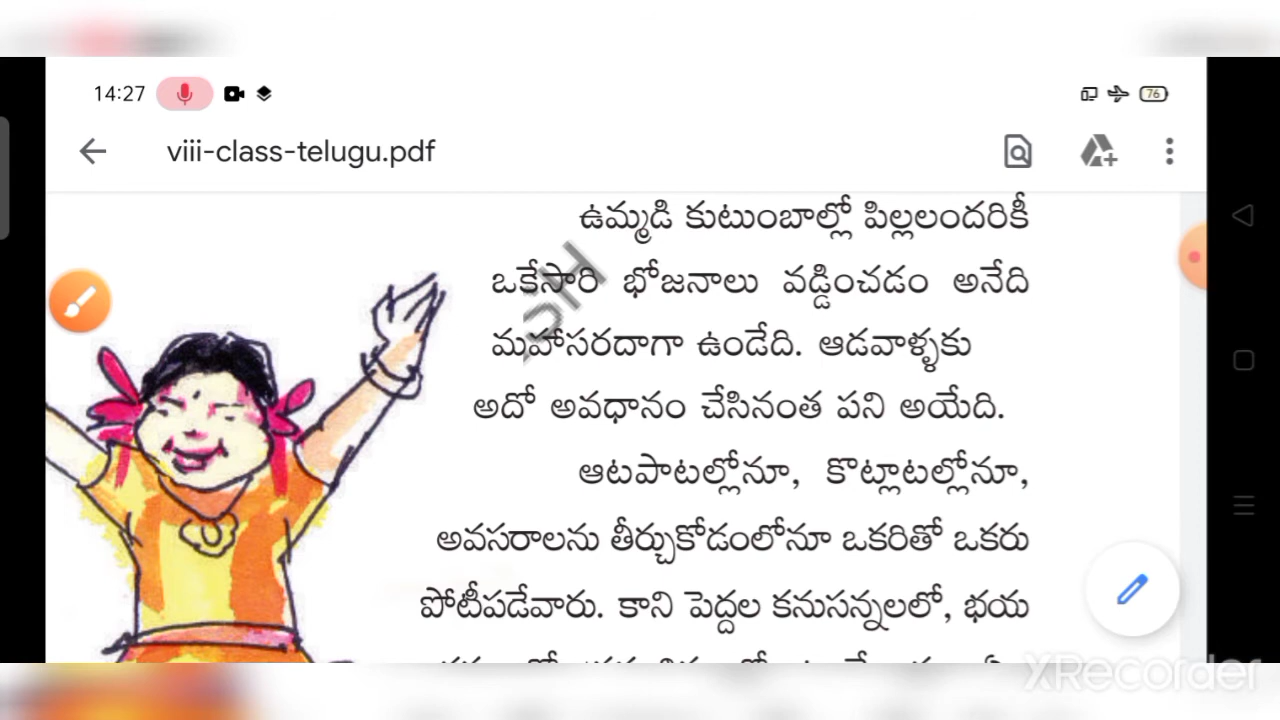 14:27
76
viii-class-telugu.pdf
ఉమ్మడి కుటుంబాల్లో పిల్లలందరికీ
ఒకేసారి భోజనాలు వడ్డించడం అనేది
మహాసరదాగా ఉండేది. ఆడవాళ్ళకు
అదో అవధానం చేసినంత పని అయేది.
ఆటపాటల్లోనూ, కొట్లాటల్లోనూ,
అవసరాలను తీర్చుకోడంలోనూ ఒకరితో ఒకరు
పోటీపడేవారు. కాని పెద్దల కనుసన్నలలో, భయ
XRecorder